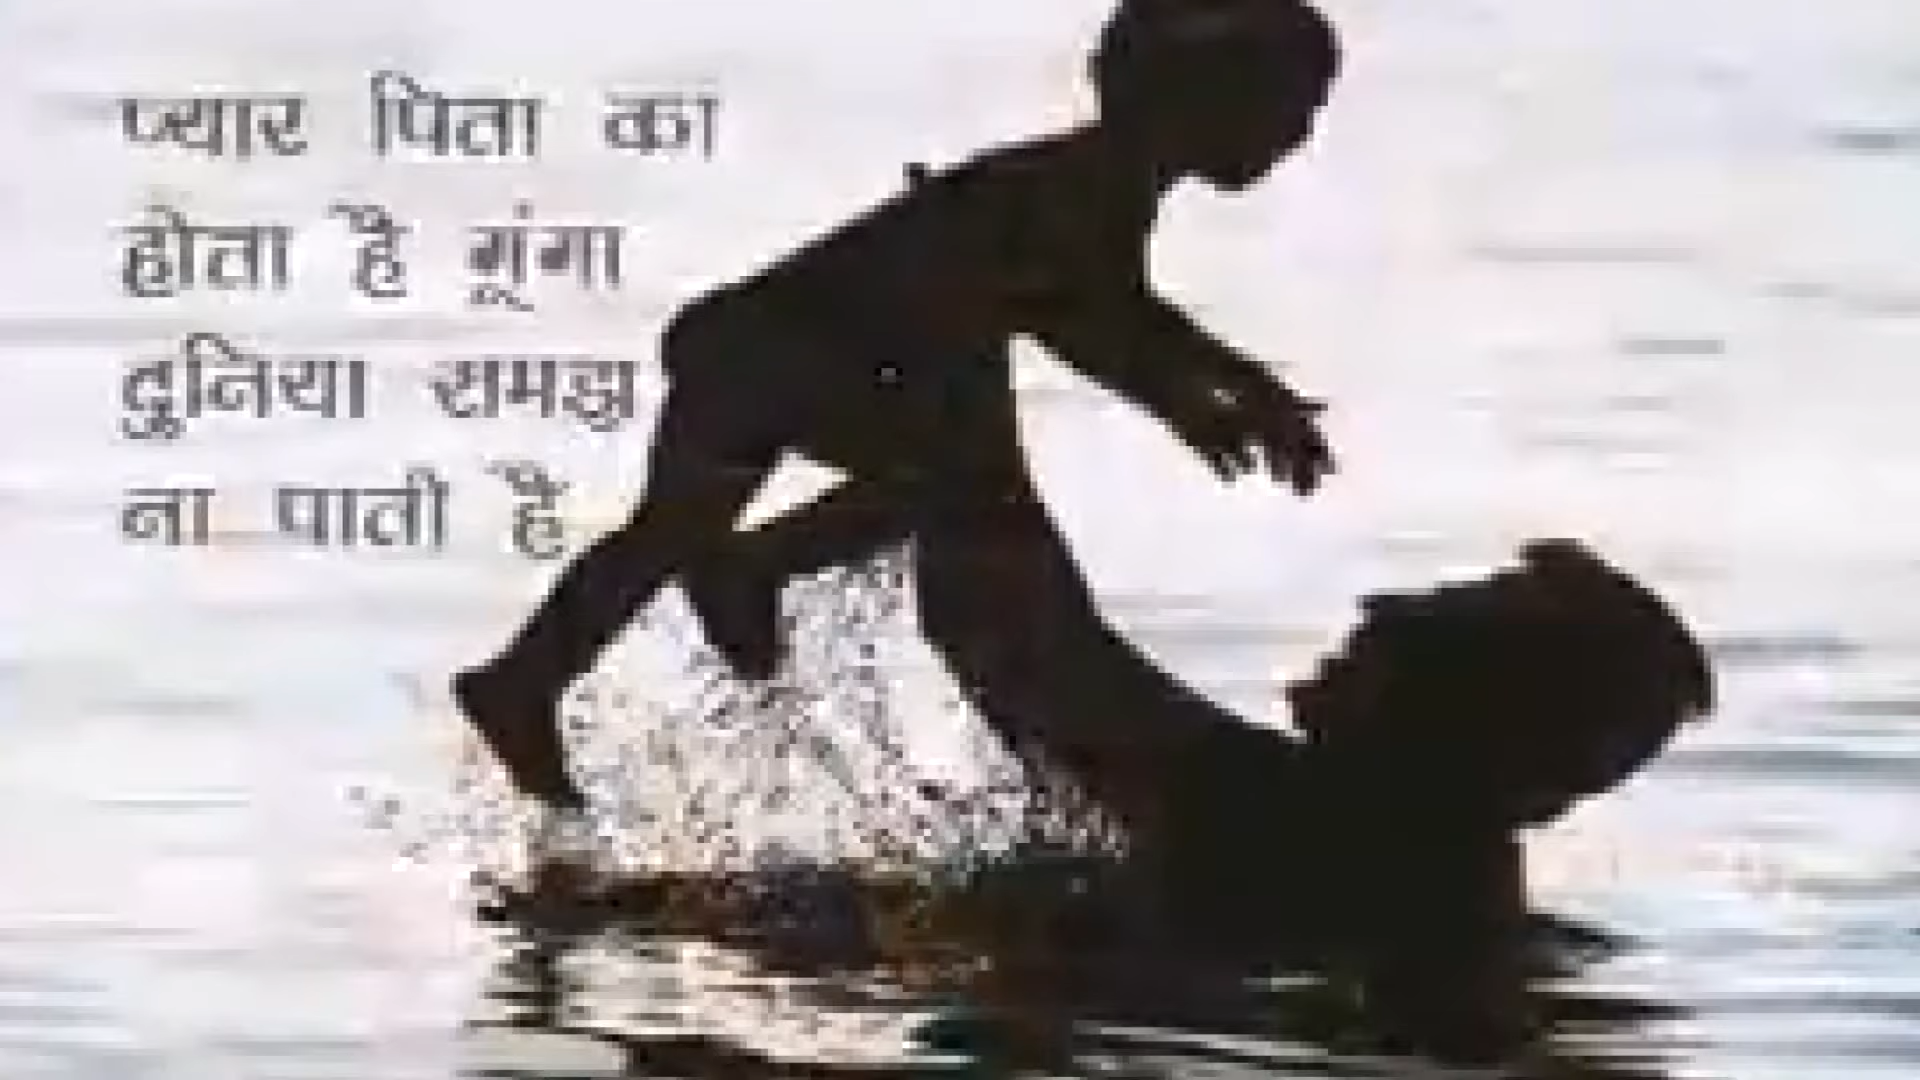 प्यार पिता का
होता है गूंगा
दुनिया समझ
ना पाती है